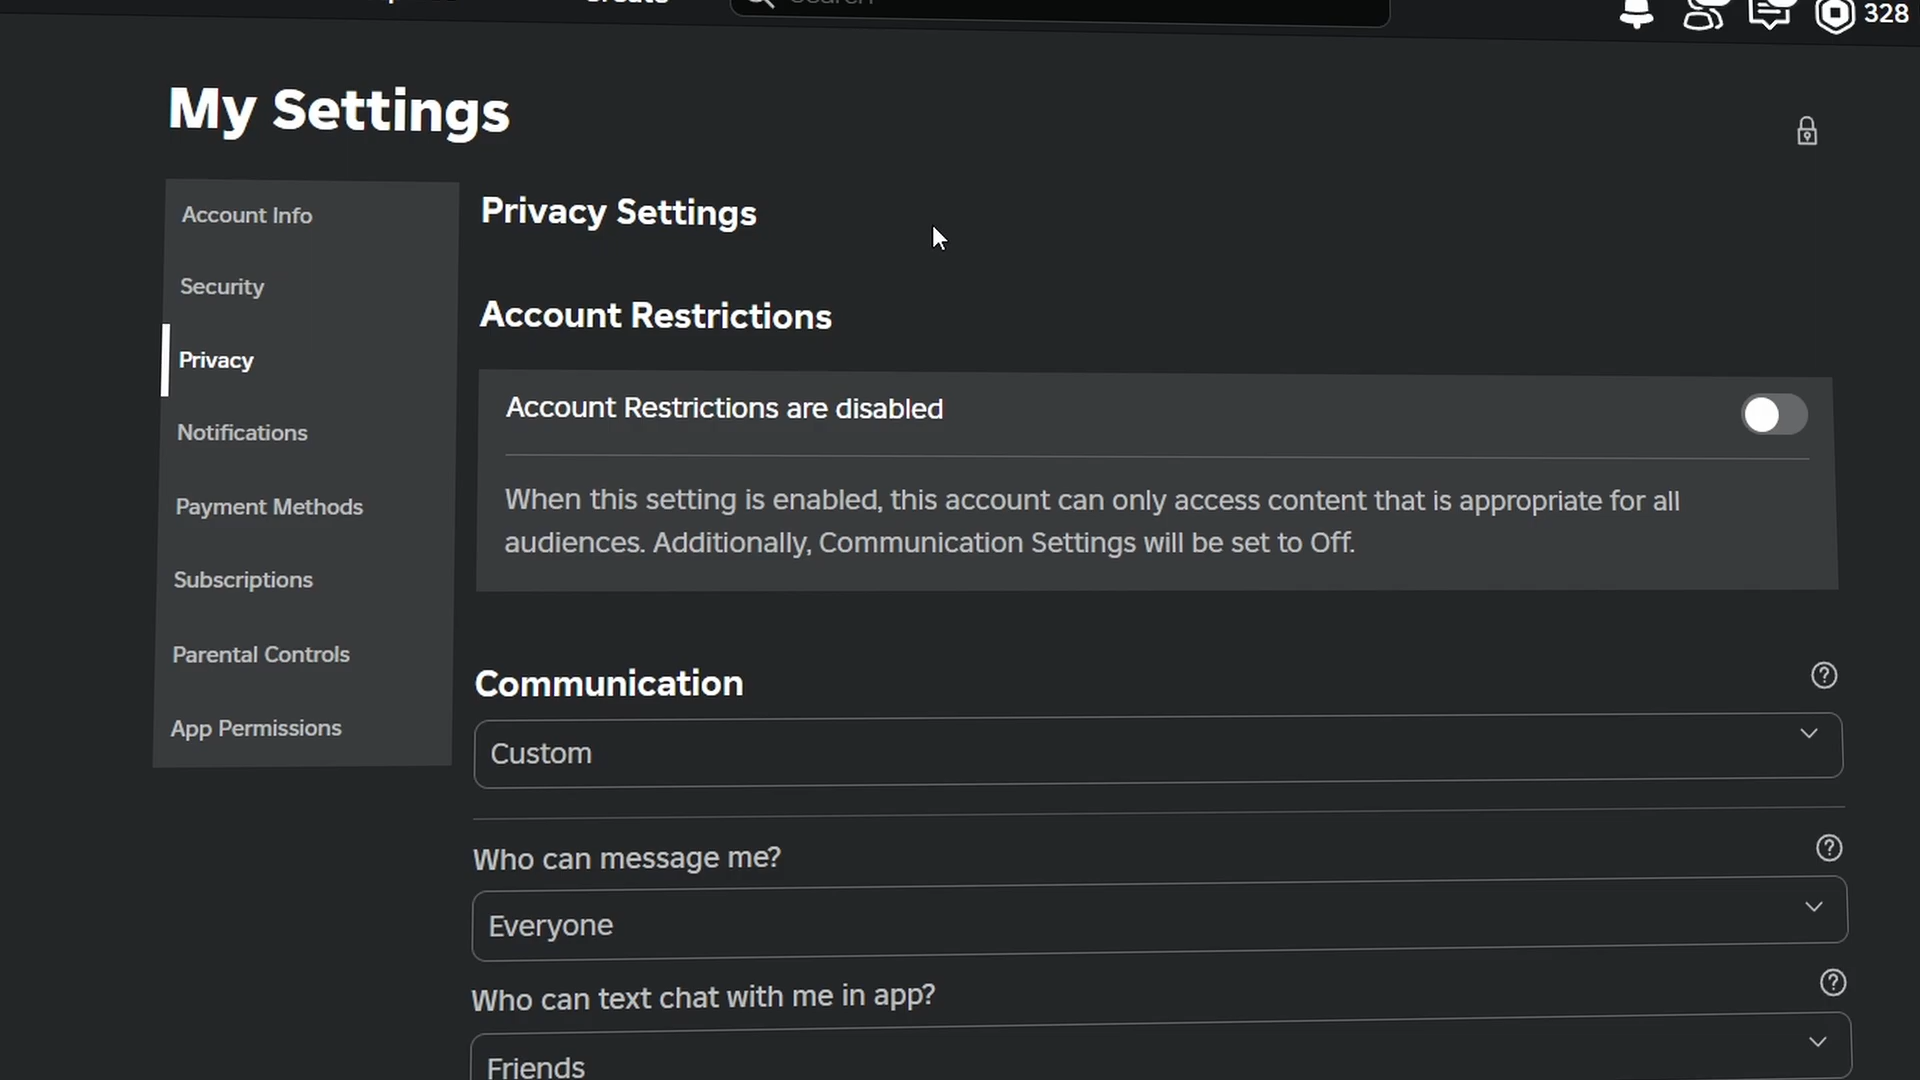 Create
Search
328
My Settings
Account Info
Security
Privacy
Notifications
Payment Methods
Subscriptions
Parental Controls
App Permissions
Privacy Settings
Account Restrictions
Account Restrictions are disabled
When this setting is enabled, this account can only access content that is appropriate for all
audiences. Additionally, Communication Settings will be set to Off.
Communication
Custom
Who can message me?
Everyone
Who can text chat with me in app?
Friends